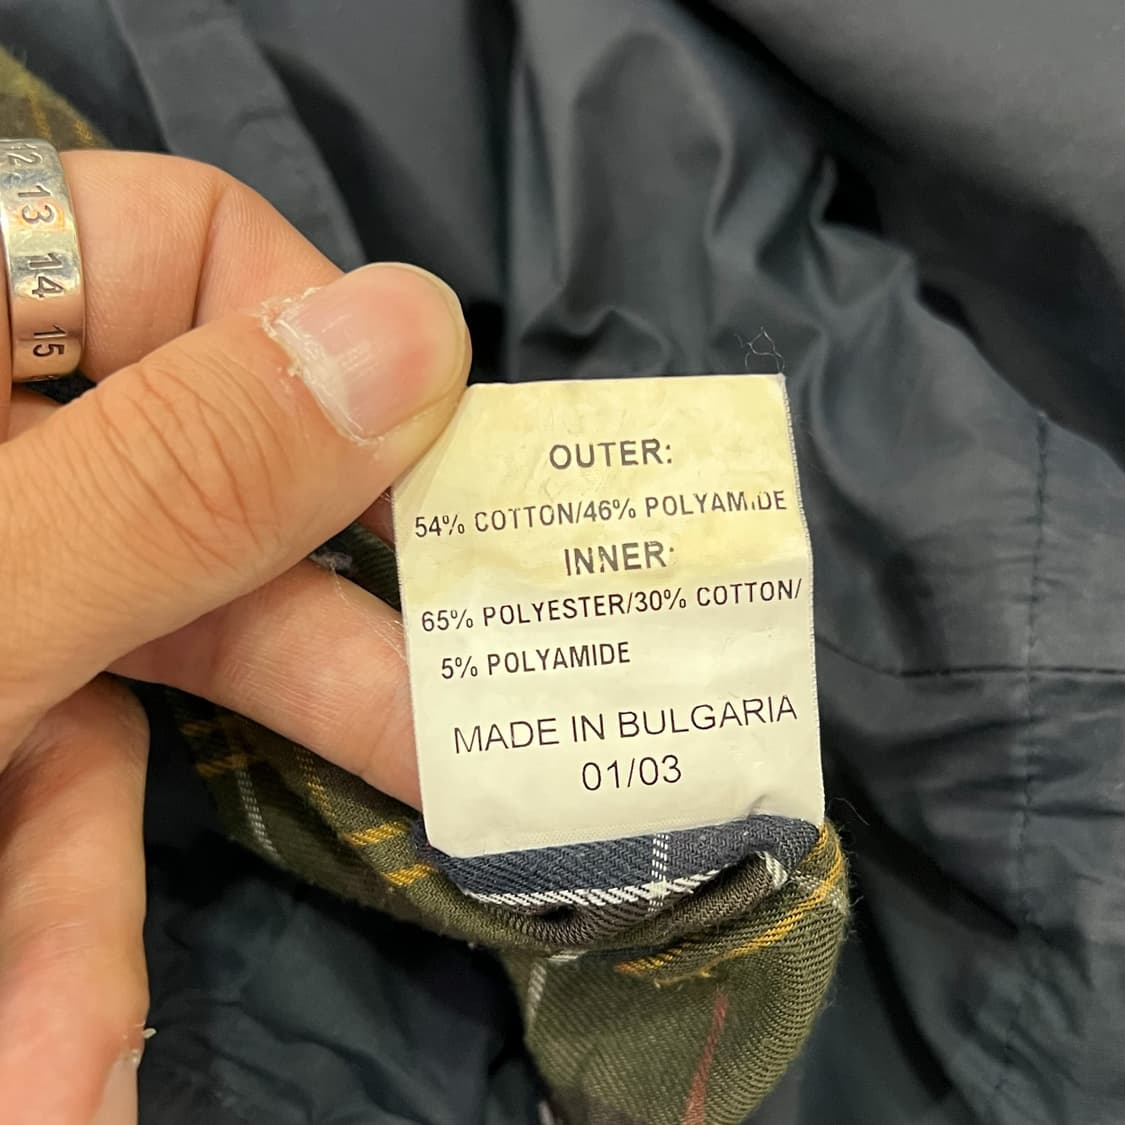 12
13
14
15
OUTER:
54% COTTON/46% POLYAMIDE
INNER:
65% POLYESTER/30% COTTON/
5% POLYAMIDE
MADE IN BULGARIA
01/03